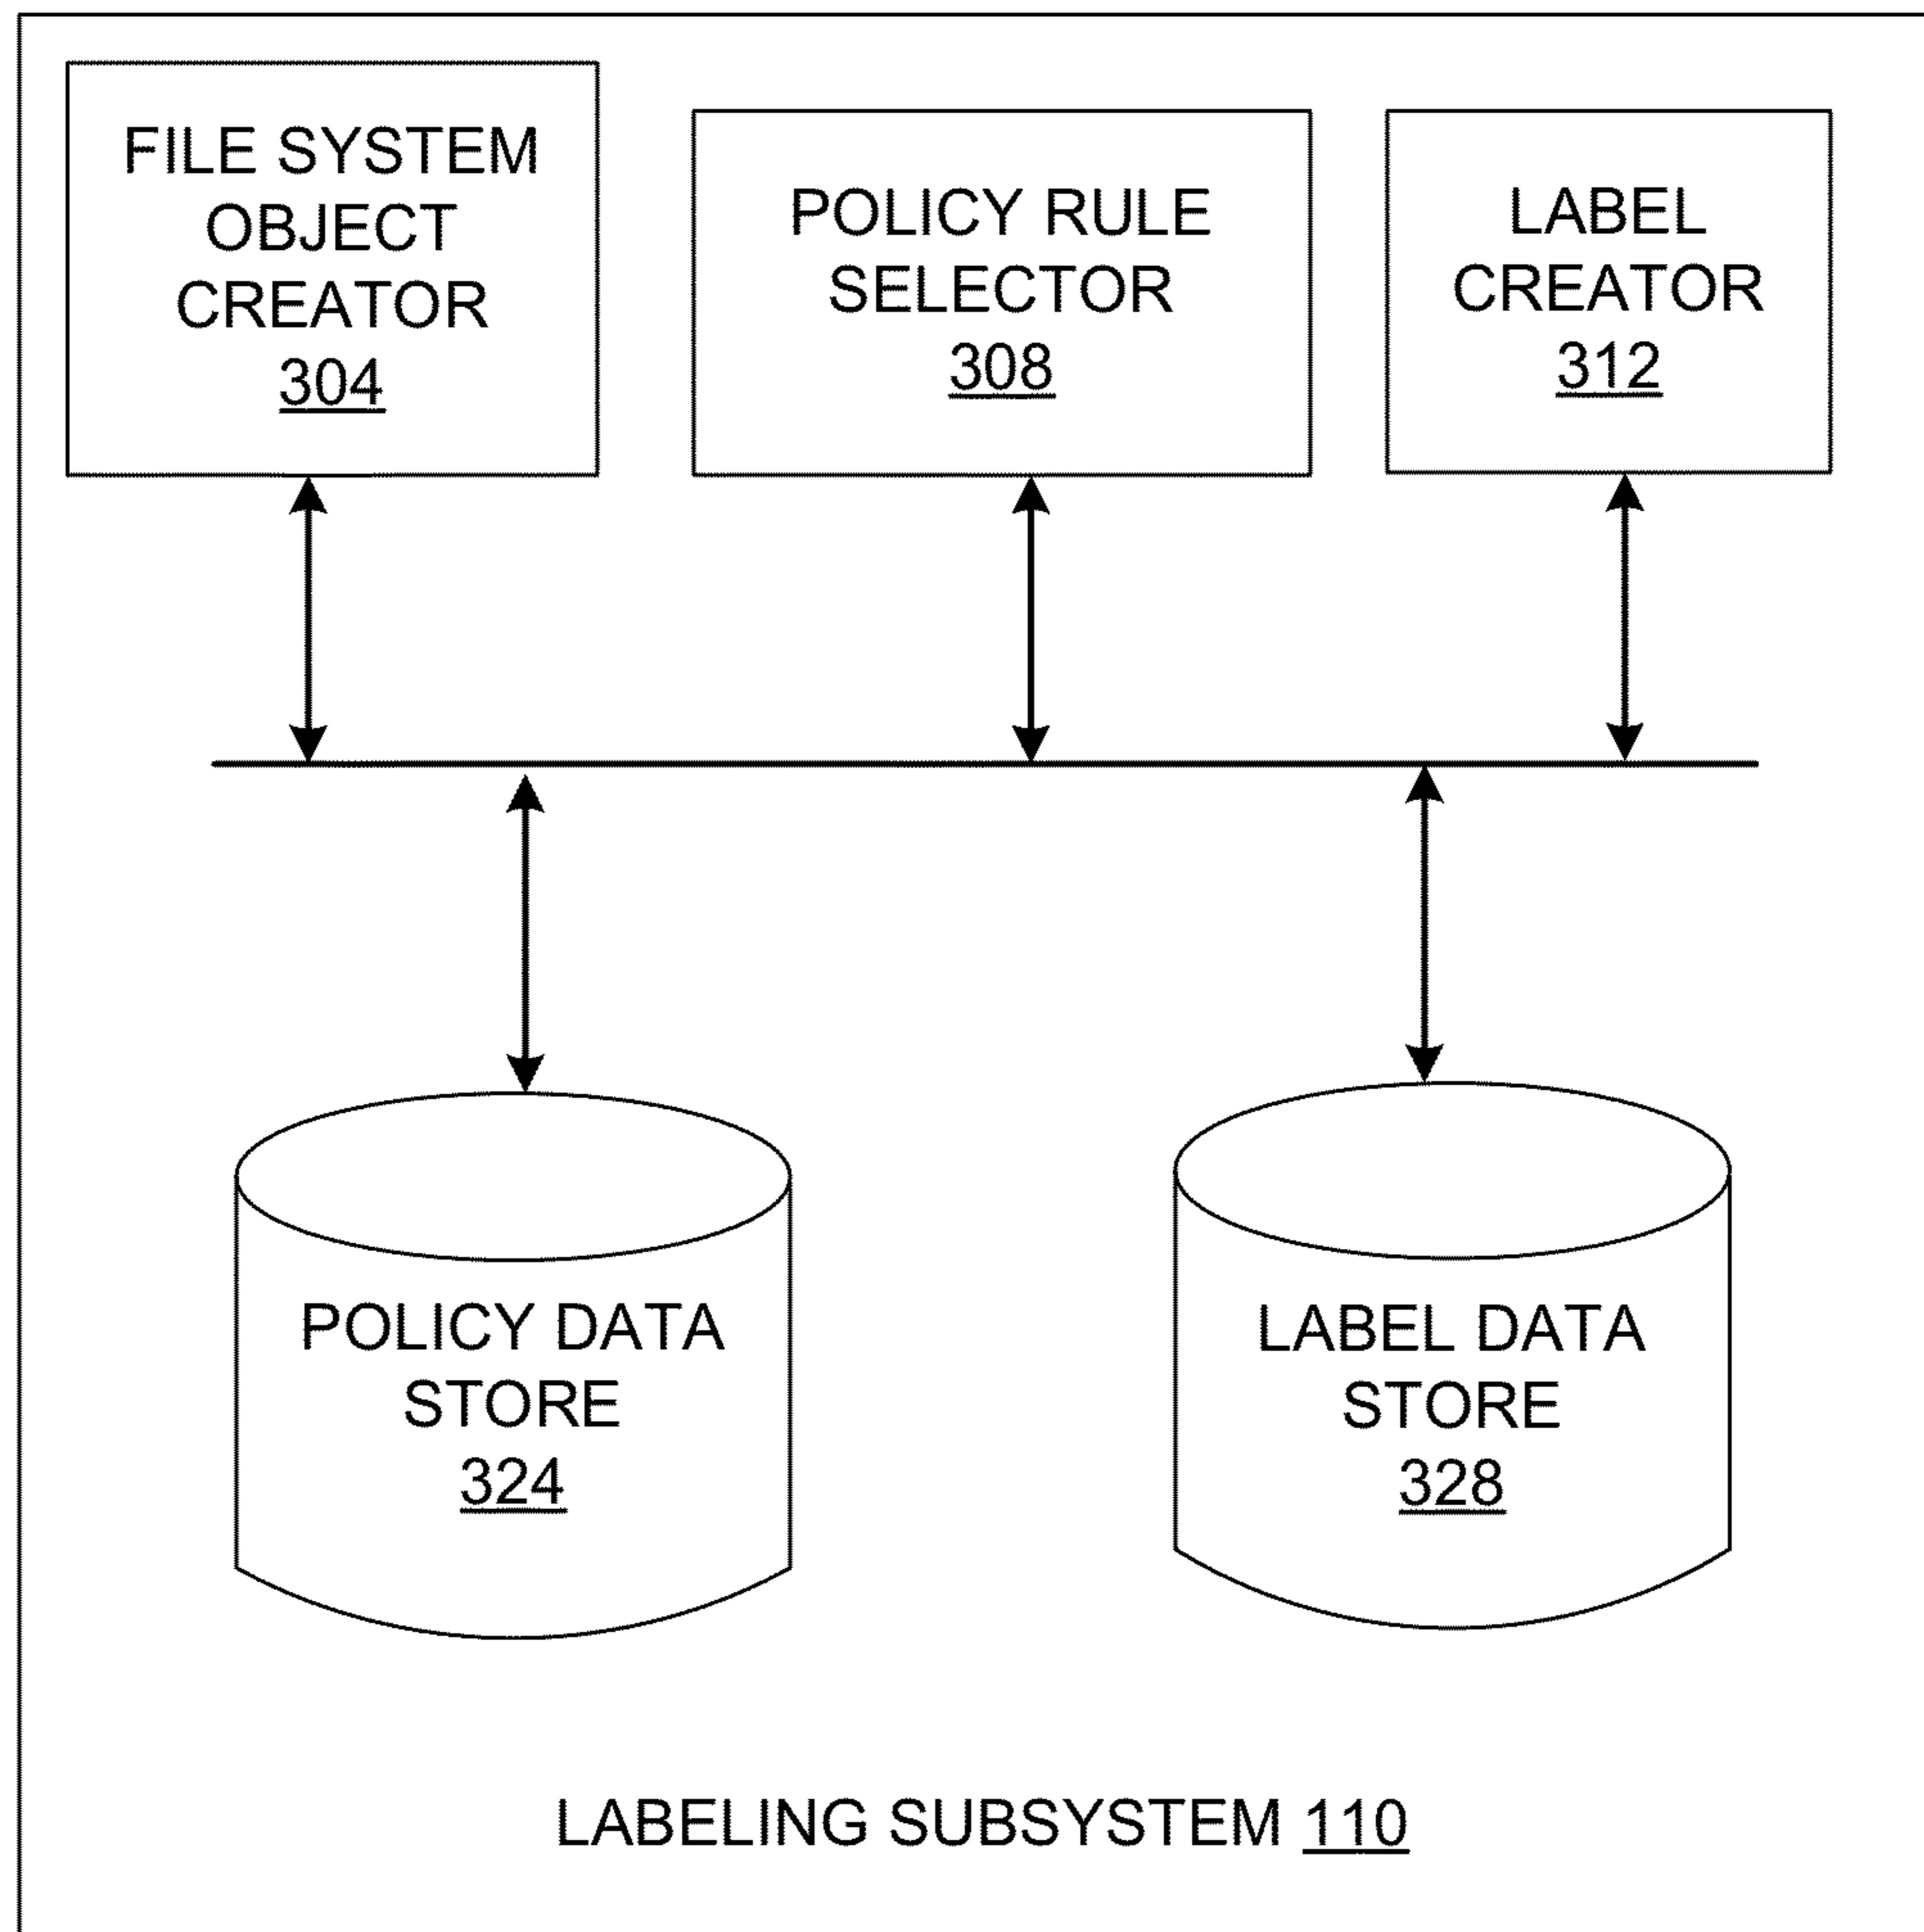 FILE SYSTEM
OBJECT
CREATOR
304
POLICY RULE
SELECTOR
308
LABEL
CREATOR
312
POLICY DATA
STORE
324
LABEL DATA
STORE
328
LABELING SUBSYSTEM 110